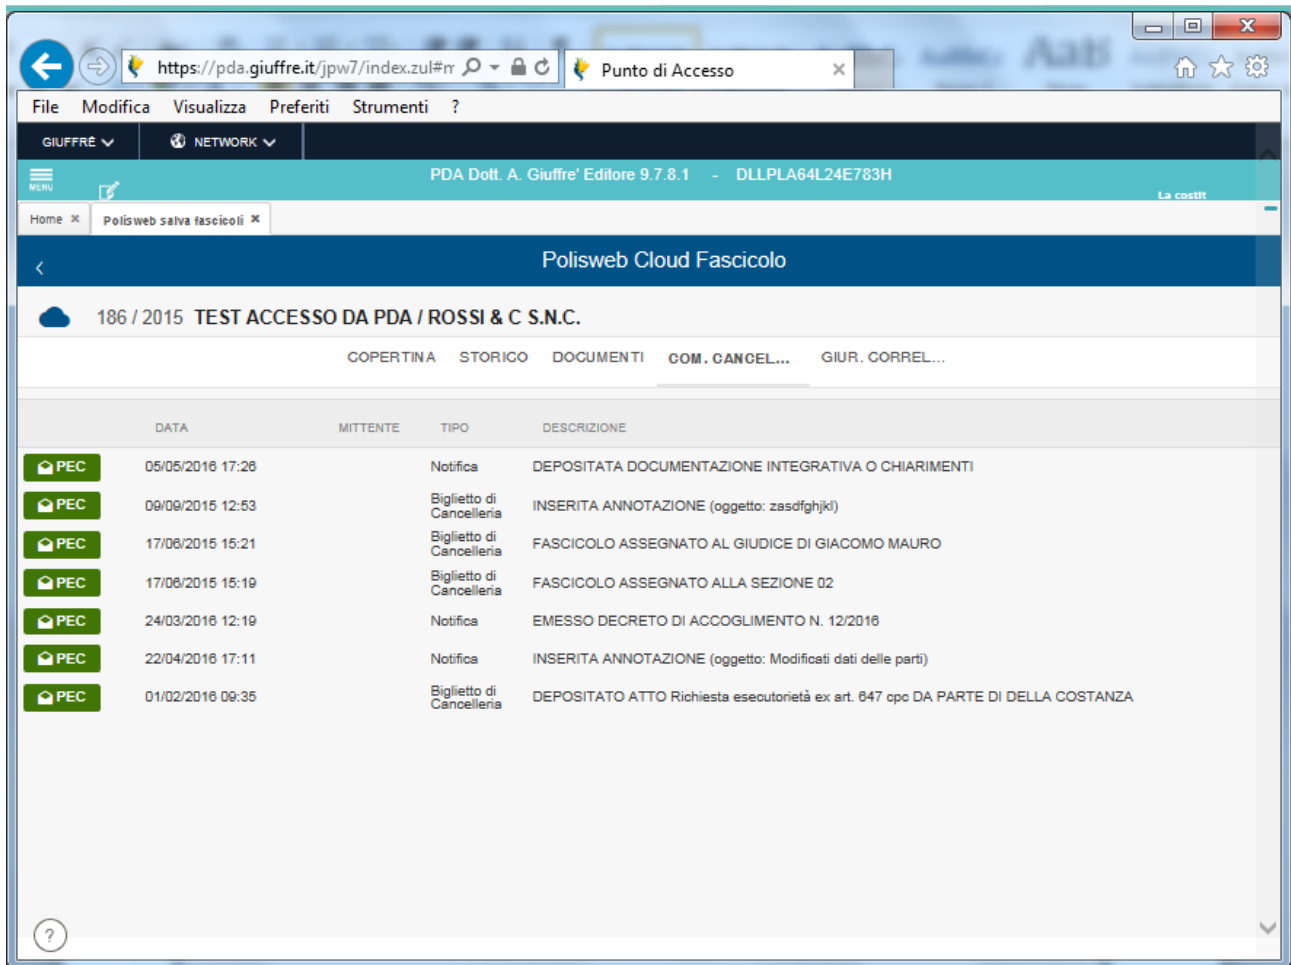 https://pda.giuffre.it/jpw7/index.zul#m
Punto di Accesso
File Modifica Visualizza Preferiti Strumenti ?
GIUFFRÈ NETWORK
MENU
PDA Dott. A. Giuffre' Editore 9.7.8.1 - DLLPLA64L24E783H
La costit
Home Polisweb salva fascicoli
Polisweb Cloud Fascicolo
186 / 2015 TEST ACCESSO DA PDA / ROSSI & C S.N.C.
COPERTINA STORICO DOCUMENTI COM. CANCEL... GIUR. CORREL...
DATA MITTENTE TIPO DESCRIZIONE
PEC 05/05/2016 17:26 Notifica DEPOSITATA DOCUMENTAZIONE INTEGRATIVA O CHIARIMENTI
PEC 09/09/2015 12:53 Biglietto di Cancelleria INSERITA ANNOTAZIONE (oggetto: zasdfghjkl)
PEC 17/06/2015 15:21 Biglietto di Cancelleria FASCICOLO ASSEGNATO AL GIUDICE DI GIACOMO MAURO
PEC 17/06/2015 15:19 Biglietto di Cancelleria FASCICOLO ASSEGNATO ALLA SEZIONE 02
PEC 24/03/2016 12:19 Notifica EMESSO DECRETO DI ACCOGLIMENTO N. 12/2016
PEC 22/04/2016 17:11 Notifica INSERITA ANNOTAZIONE (oggetto: Modificati dati delle parti)
PEC 01/02/2016 09:35 Biglietto di Cancelleria DEPOSITATO ATTO Richiesta esecutorietà ex art. 647 cpc DA PARTE DI DELLA COSTANZA
?